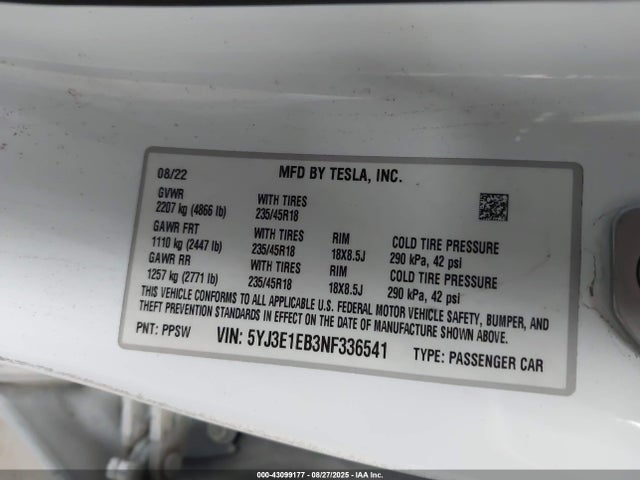 08/22 MFD BY TESLA, INC.
GVWR WITH TIRES
2207 kg (4866 lb) 235/45R18
GAWR FRT WITH TIRES RIM COLD TIRE PRESSURE
1110 kg (2447 lb) 235/45R18 18X8.5J 290 kPa, 42 psi
GAWR RR WITH TIRES RIM COLD TIRE PRESSURE
1257 kg (2771 lb) 235/45R18 18X8.5J 290 kPa, 42 psi
THIS VEHICLE CONFORMS TO ALL APPLICABLE U.S. FEDERAL MOTOR VEHICLE SAFETY, BUMPER, AND
THEFT PREVENTION STANDARDS IN EFFECT ON THE DATE OF MANUFACTURE SHOWN ABOVE.
PNT: PPSW VIN: 5YJ3E1EB3NF336541 TYPE: PASSENGER CAR
000-43099177 - 08/27/2025 - IAA Inc.